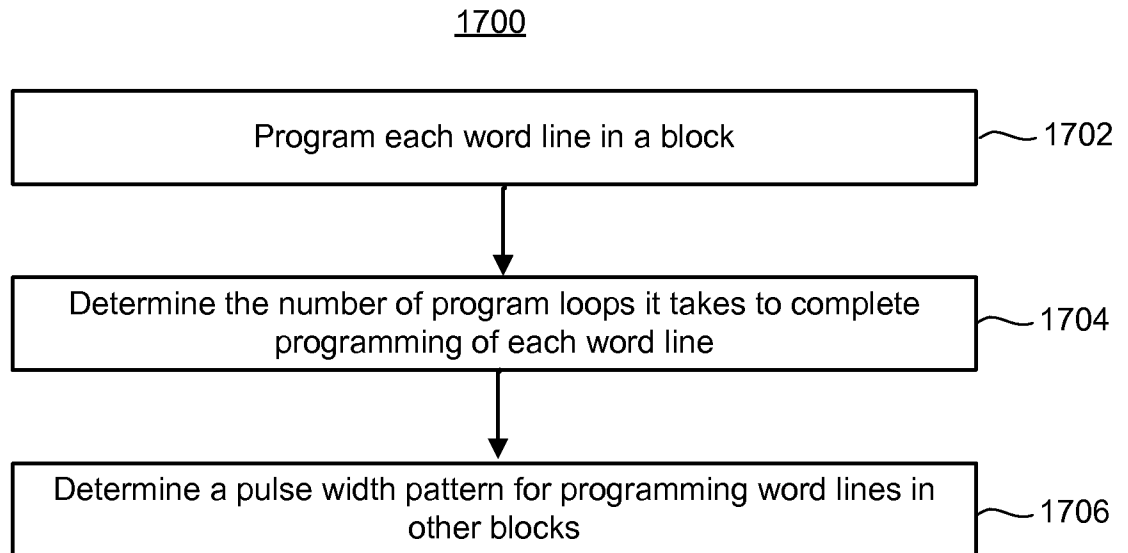 1700
Program each word line in a block
1702
Determine the number of program loops it takes to complete
programming of each word line
1704
Determine a pulse width pattern for programming word lines in
other blocks
1706